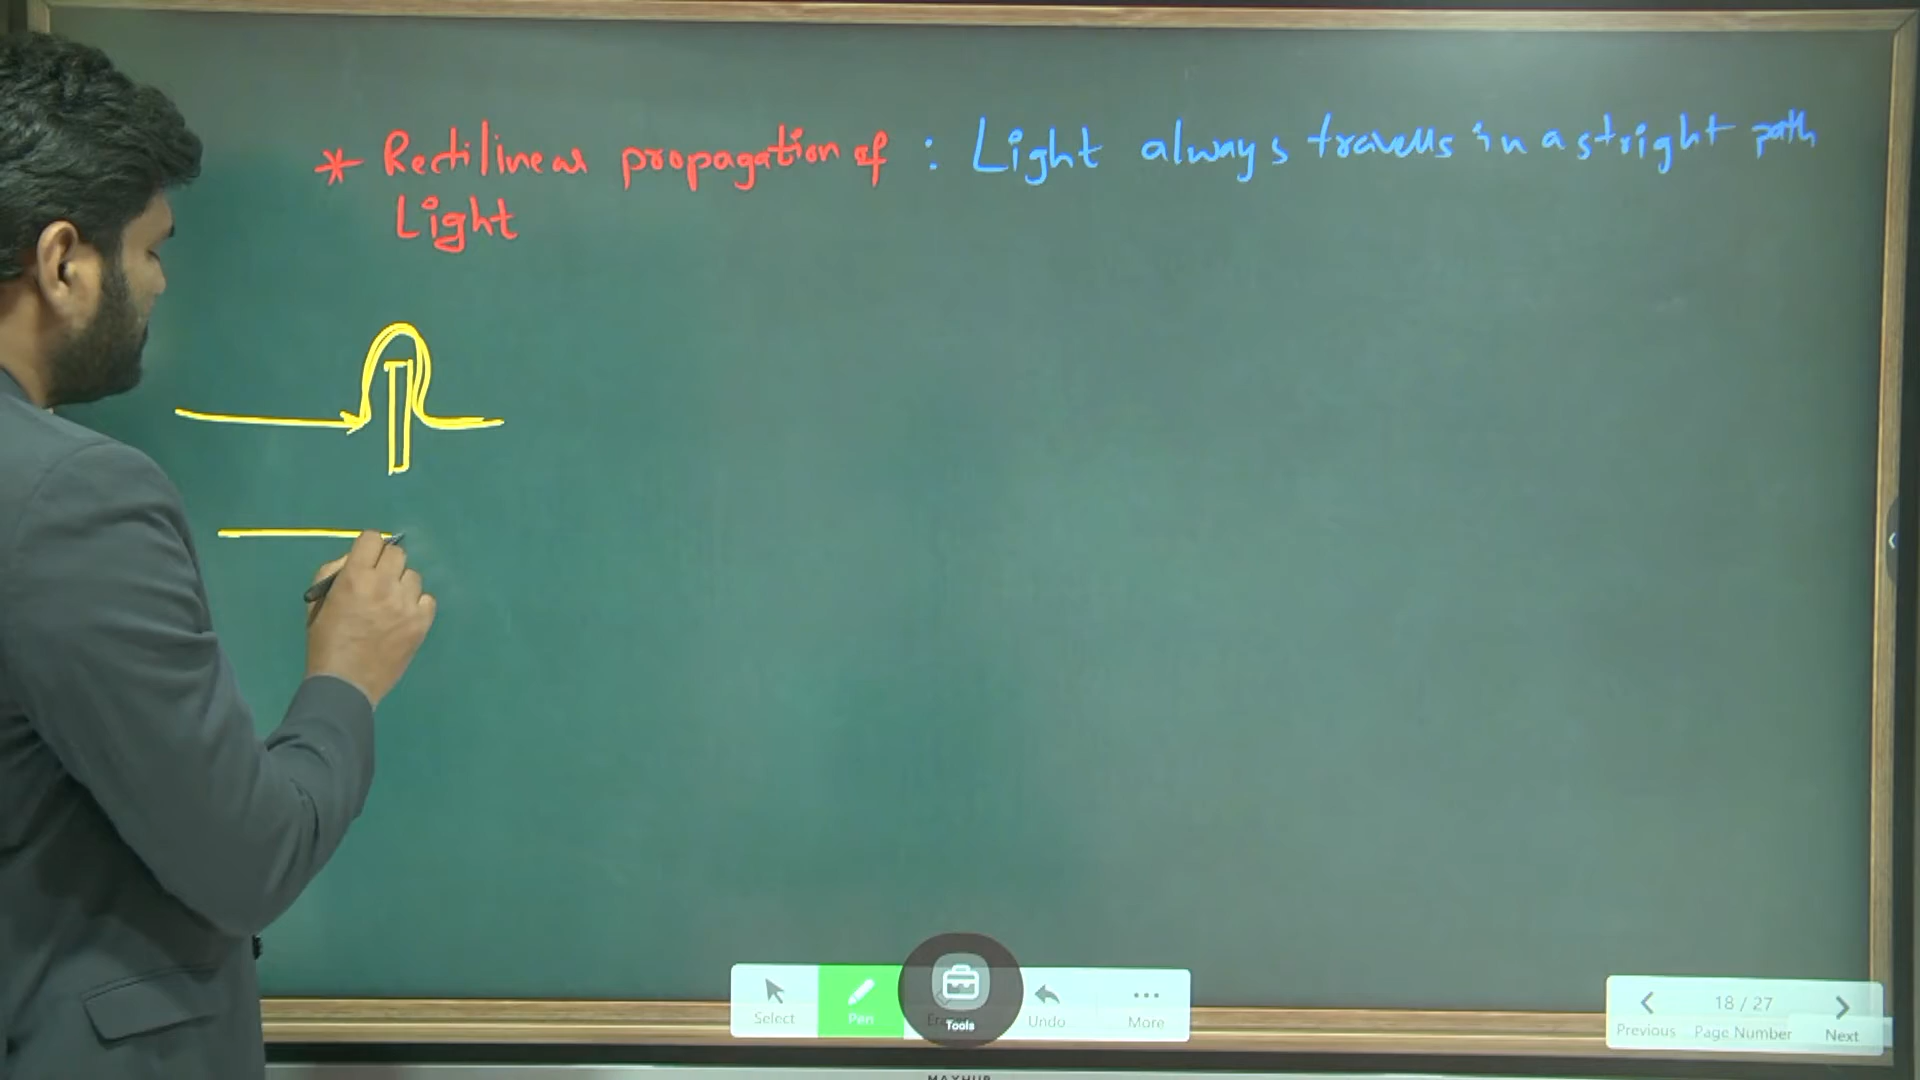 * Rectilinear propagation of : Light always travells in a stright path
Light
Select
Pen
Tools
Undo
More
18 / 27
Previous
Page Number
Next
MAXHUB